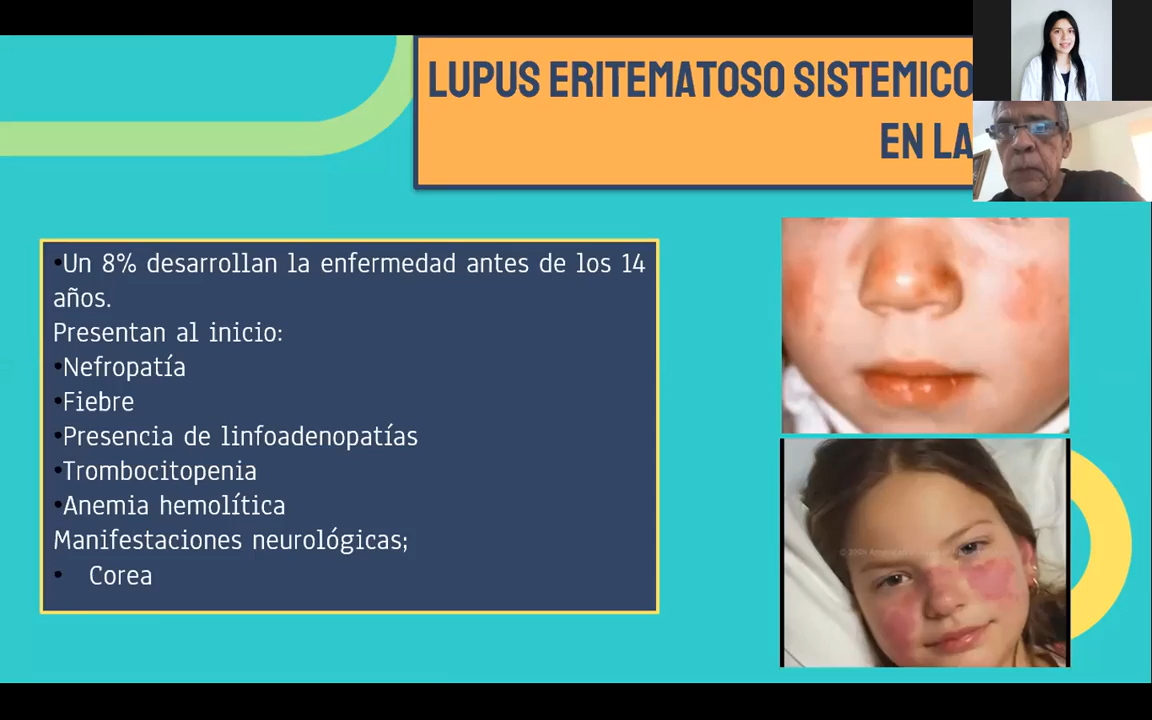 LUPUS ERITEMATOSO SISTEMICO
EN LA
•Un 8% desarrollan la enfermedad antes de los 14
años.
Presentan al inicio:
•Nefropatía
•Fiebre
•Presencia de linfoadenopatías
•Trombocitopenia
•Anemia hemolítica
Manifestaciones neurológicas;
• Corea